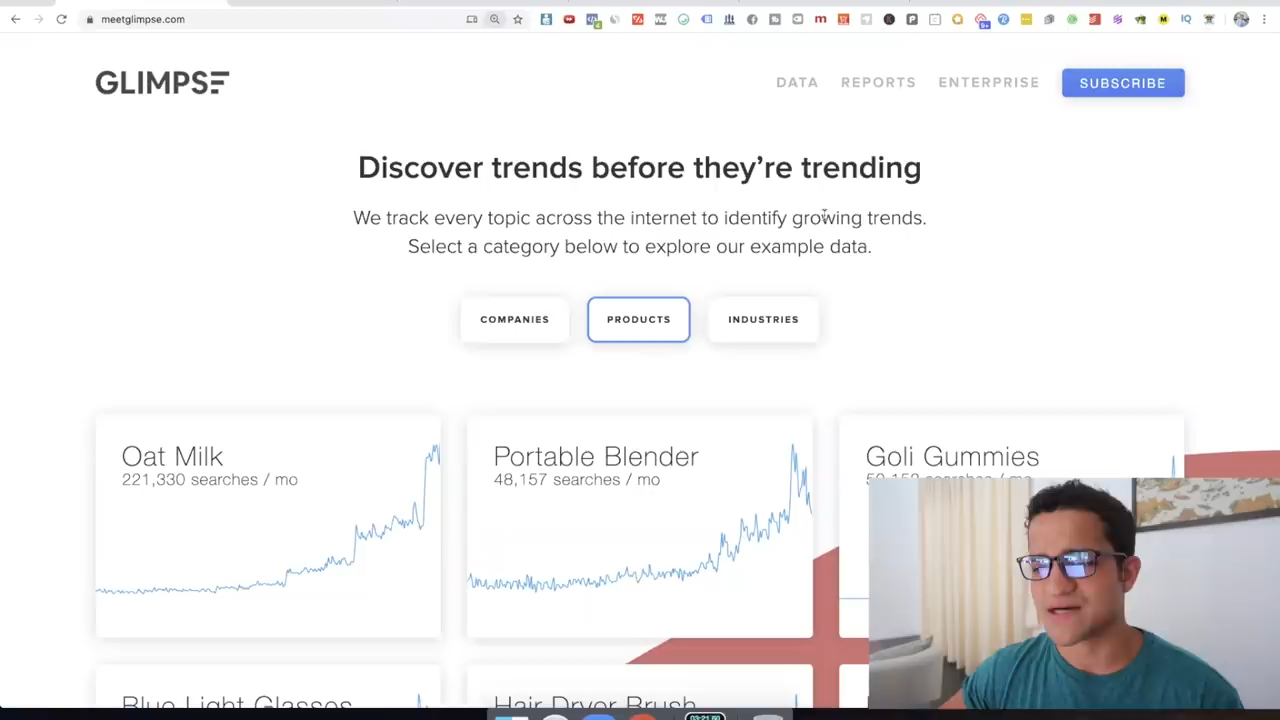 meetglimpse.com
GLIMPSE
DATA
REPORTS
ENTERPRISE
SUBSCRIBE
Discover trends before they’re trending
We track every topic across the internet to identify growing trends.
Select a category below to explore our example data.
COMPANIES
PRODUCTS
INDUSTRIES
Oat Milk
221,330 searches / mo
Portable Blender
48,157 searches / mo
Goli Gummies
Blue Light Glasses
Hair Dryer Brush